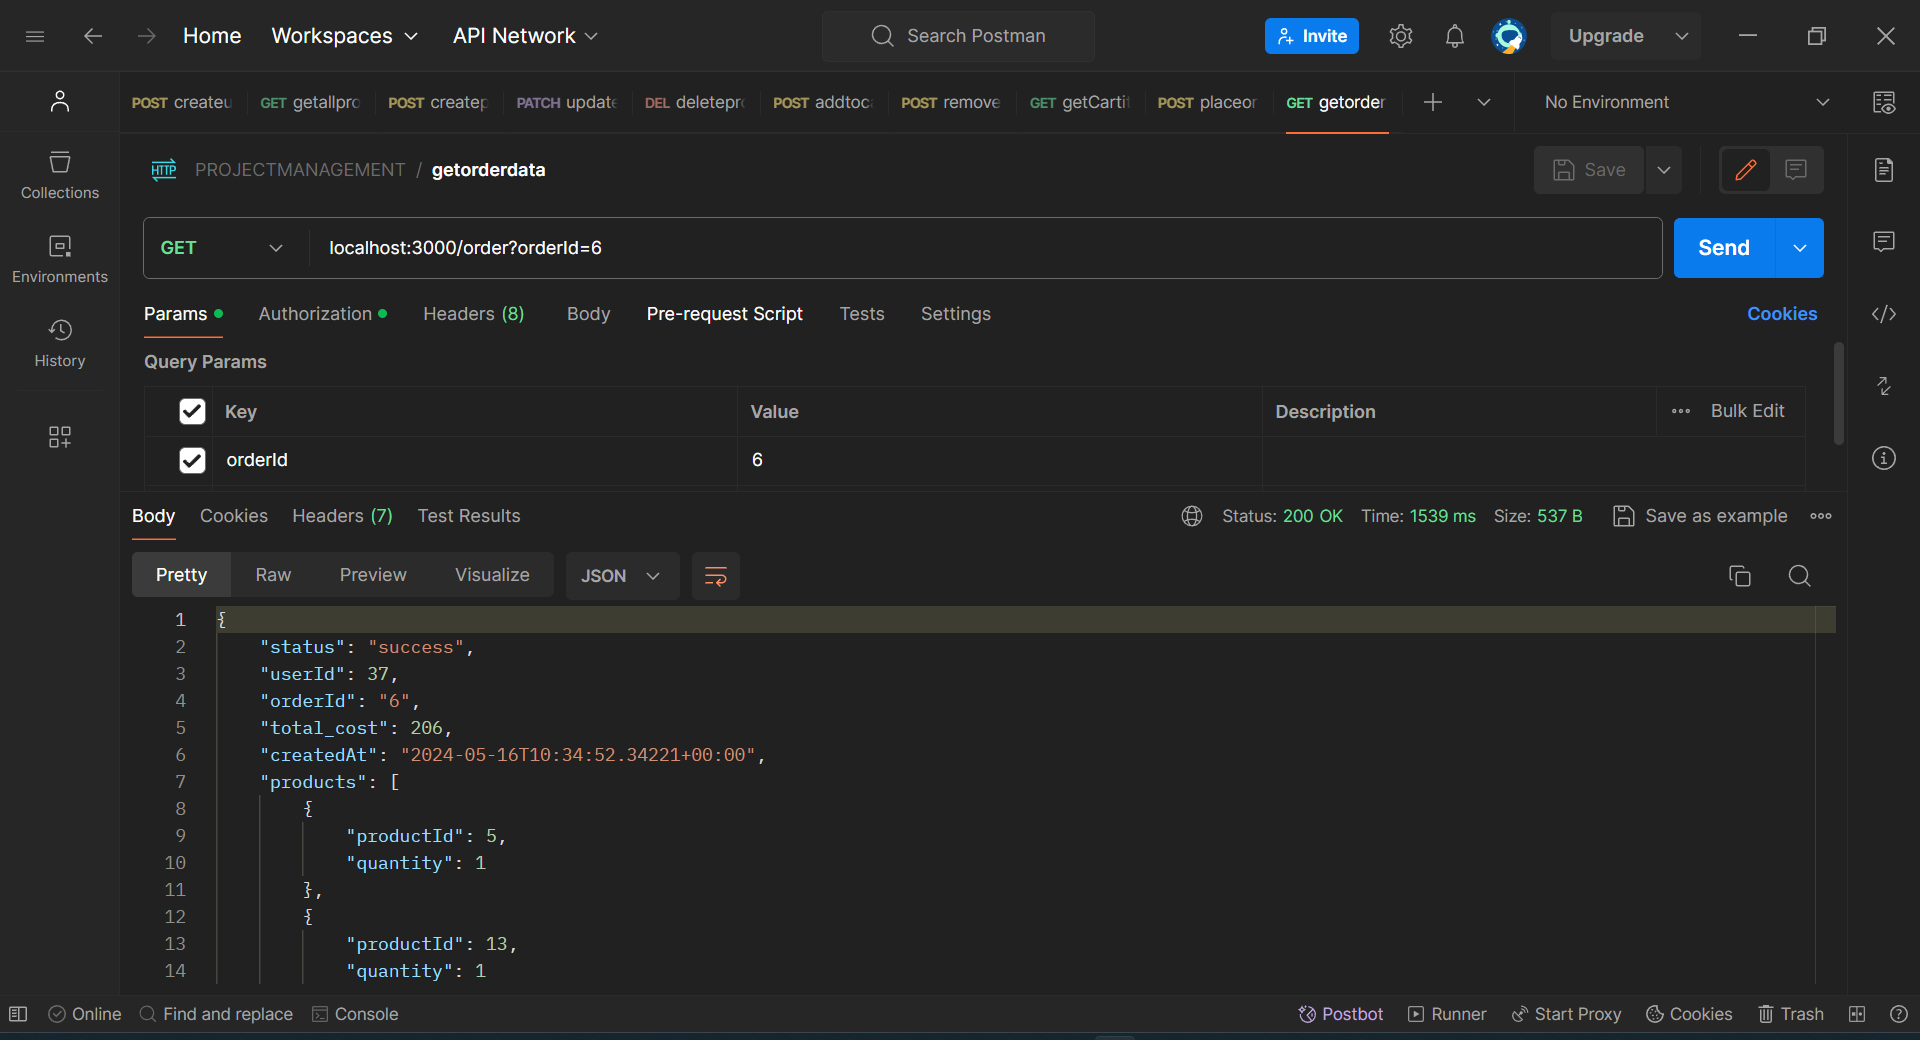 Home Workspaces API Network Search Postman Invite Upgrade
POST createu GET getallpro POST createp PATCH update DEL deletepro POST addtoca POST remove GET getCartit POST placeor GET getorder No Environment
HTTP PROJECTMANAGEMENT / getorderdata Save
Collections
Environments
History
GET localhost:3000/order?orderId=6 Send
Params Authorization Headers (8) Body Pre-request Script Tests Settings Cookies
Query Params
Key Value Description Bulk Edit
orderId 6
Body Cookies Headers (7) Test Results Status: 200 OK Time: 1539 ms Size: 537 B Save as example
Pretty Raw Preview Visualize JSON
1 {
2 "status": "success",
3 "userId": 37,
4 "orderId": "6",
5 "total_cost": 206,
6 "createdAt": "2024-05-16T10:34:52.34221+00:00",
7 "products": [
8 {
9 "productId": 5,
10 "quantity": 1
11 },
12 {
13 "productId": 13,
14 "quantity": 1
Online Find and replace Console Postbot Runner Start Proxy Cookies Trash